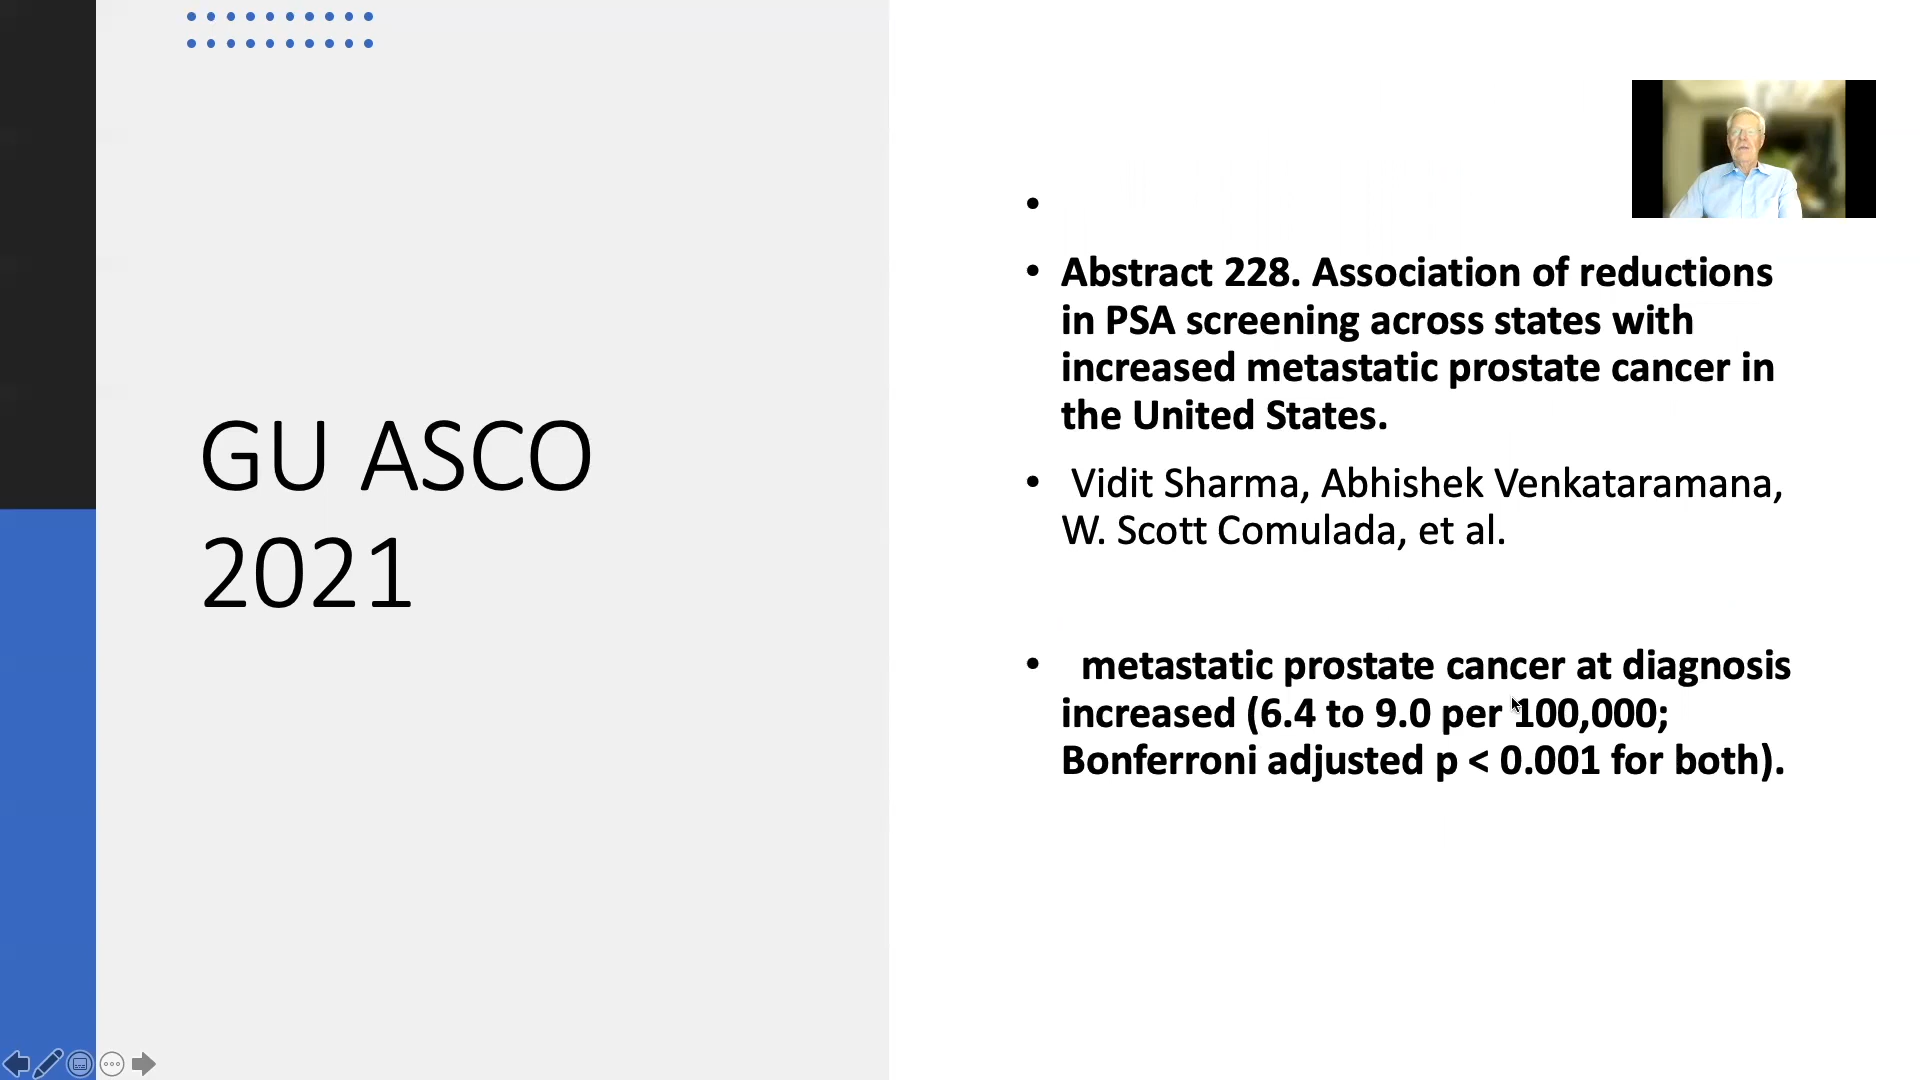 GU ASCO
2021
•
• Abstract 228. Association of reductions
in PSA screening across states with
increased metastatic prostate cancer in
the United States.
• Vidit Sharma, Abhishek Venkataramana,
W. Scott Comulada, et al.
• metastatic prostate cancer at diagnosis
increased (6.4 to 9.0 per 100,000;
Bonferroni adjusted p < 0.001 for both).